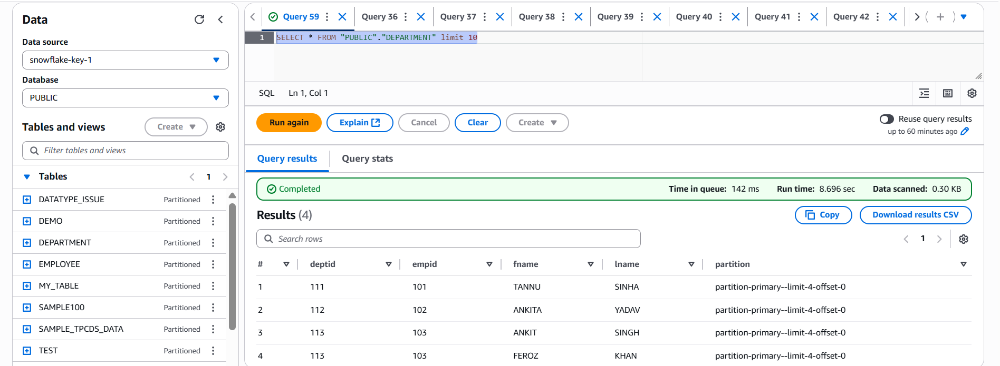 Data
Data source
snowflake-key-1
Database
PUBLIC
Tables and views
Create
Filter tables and views
Tables
1
DATATYPE_ISSUE Partitioned
DEMO Partitioned
DEPARTMENT Partitioned
EMPLOYEE Partitioned
MY_TABLE Partitioned
SAMPLE100 Partitioned
SAMPLE_TPCDS_DATA Partitioned
TEST Partitioned
Query 59 Query 36 Query 37 Query 38 Query 39 Query 40 Query 41 Query 42
1 SELECT * FROM "PUBLIC"."DEPARTMENT" limit 10
SQL Ln 1, Col 1
Run again Explain Cancel Clear Create
Reuse query results
up to 60 minutes ago
Query results Query stats
Completed Time in queue: 142 ms Run time: 8.696 sec Data scanned: 0.30 KB
Results (4) Copy Download results CSV
Search rows 1
# deptid empid fname lname partition
1 111 101 TANNU SINHA partition-primary--limit-4-offset-0
2 112 102 ANKITA YADAV partition-primary--limit-4-offset-0
3 113 103 ANKIT SINGH partition-primary--limit-4-offset-0
4 113 103 FEROZ KHAN partition-primary--limit-4-offset-0